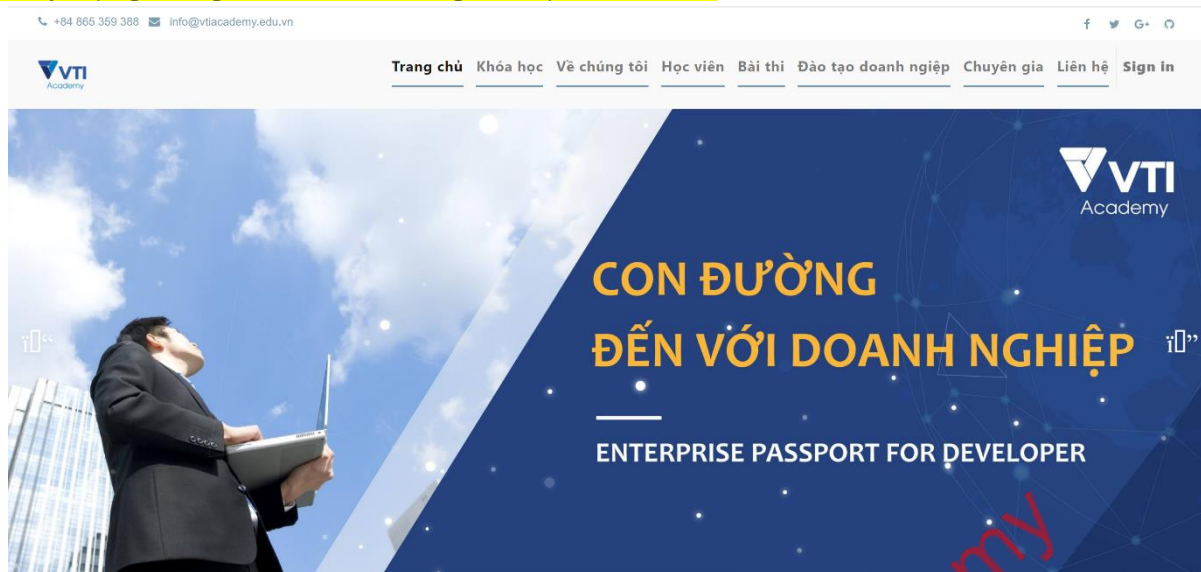 +84 865 359 388 info@vtiacademy.edu.vn
G+
VTI
Academy
Trang chủ Khóa học Về chúng tôi Học viên Bài thi Đào tạo doanh ngiệp Chuyên gia Liên hệ Sign in
VTI
Academy
CON ĐƯỜNG
ĐẾN VỚI DOANH NGHIỆP
ENTERPRISE PASSPORT FOR DEVELOPER
my